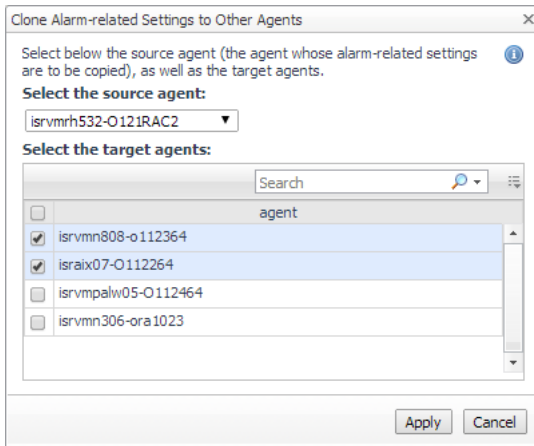 Clone Alarm-related Settings to Other Agents
Select below the source agent (the agent whose alarm-related settings
are to be copied), as well as the target agents.
Select the source agent:
isrvmrh532-O121RAC2
Select the target agents:
Search
agent
isrvmn808-o112364
israix07-O112264
isrvmpalw05-O112464
isrvmn306-ora1023
Apply Cancel